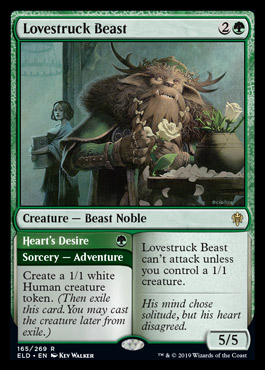 Lovestruck Beast 2
Creature — Beast Noble
Heart's Desire
Sorcery — Adventure
Create a 1/1 white
Human creature
token. (Then exile
this card. You may cast
the creature later from
exile.)
Lovestruck Beast
can't attack unless
you control a 1/1
creature.
His mind chose
solitude, but his heart
disagreed.
5/5
165/269 R
ELD • EN Key Walker
™ & © 2019 Wizards of the Coast